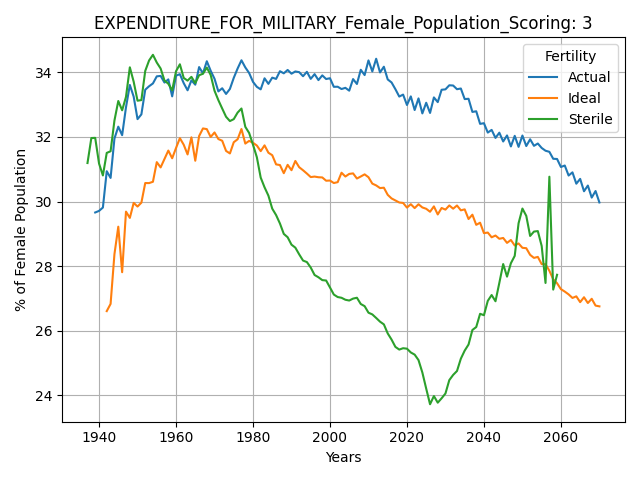 EXPENDITURE_FOR_MILITARY_Female_Population_Scoring: 3
Fertility
Actual
Ideal
Sterile
% of Female Population
34
32
30
28
26
24
1940 1960 1980 2000 2020 2040 2060
Years